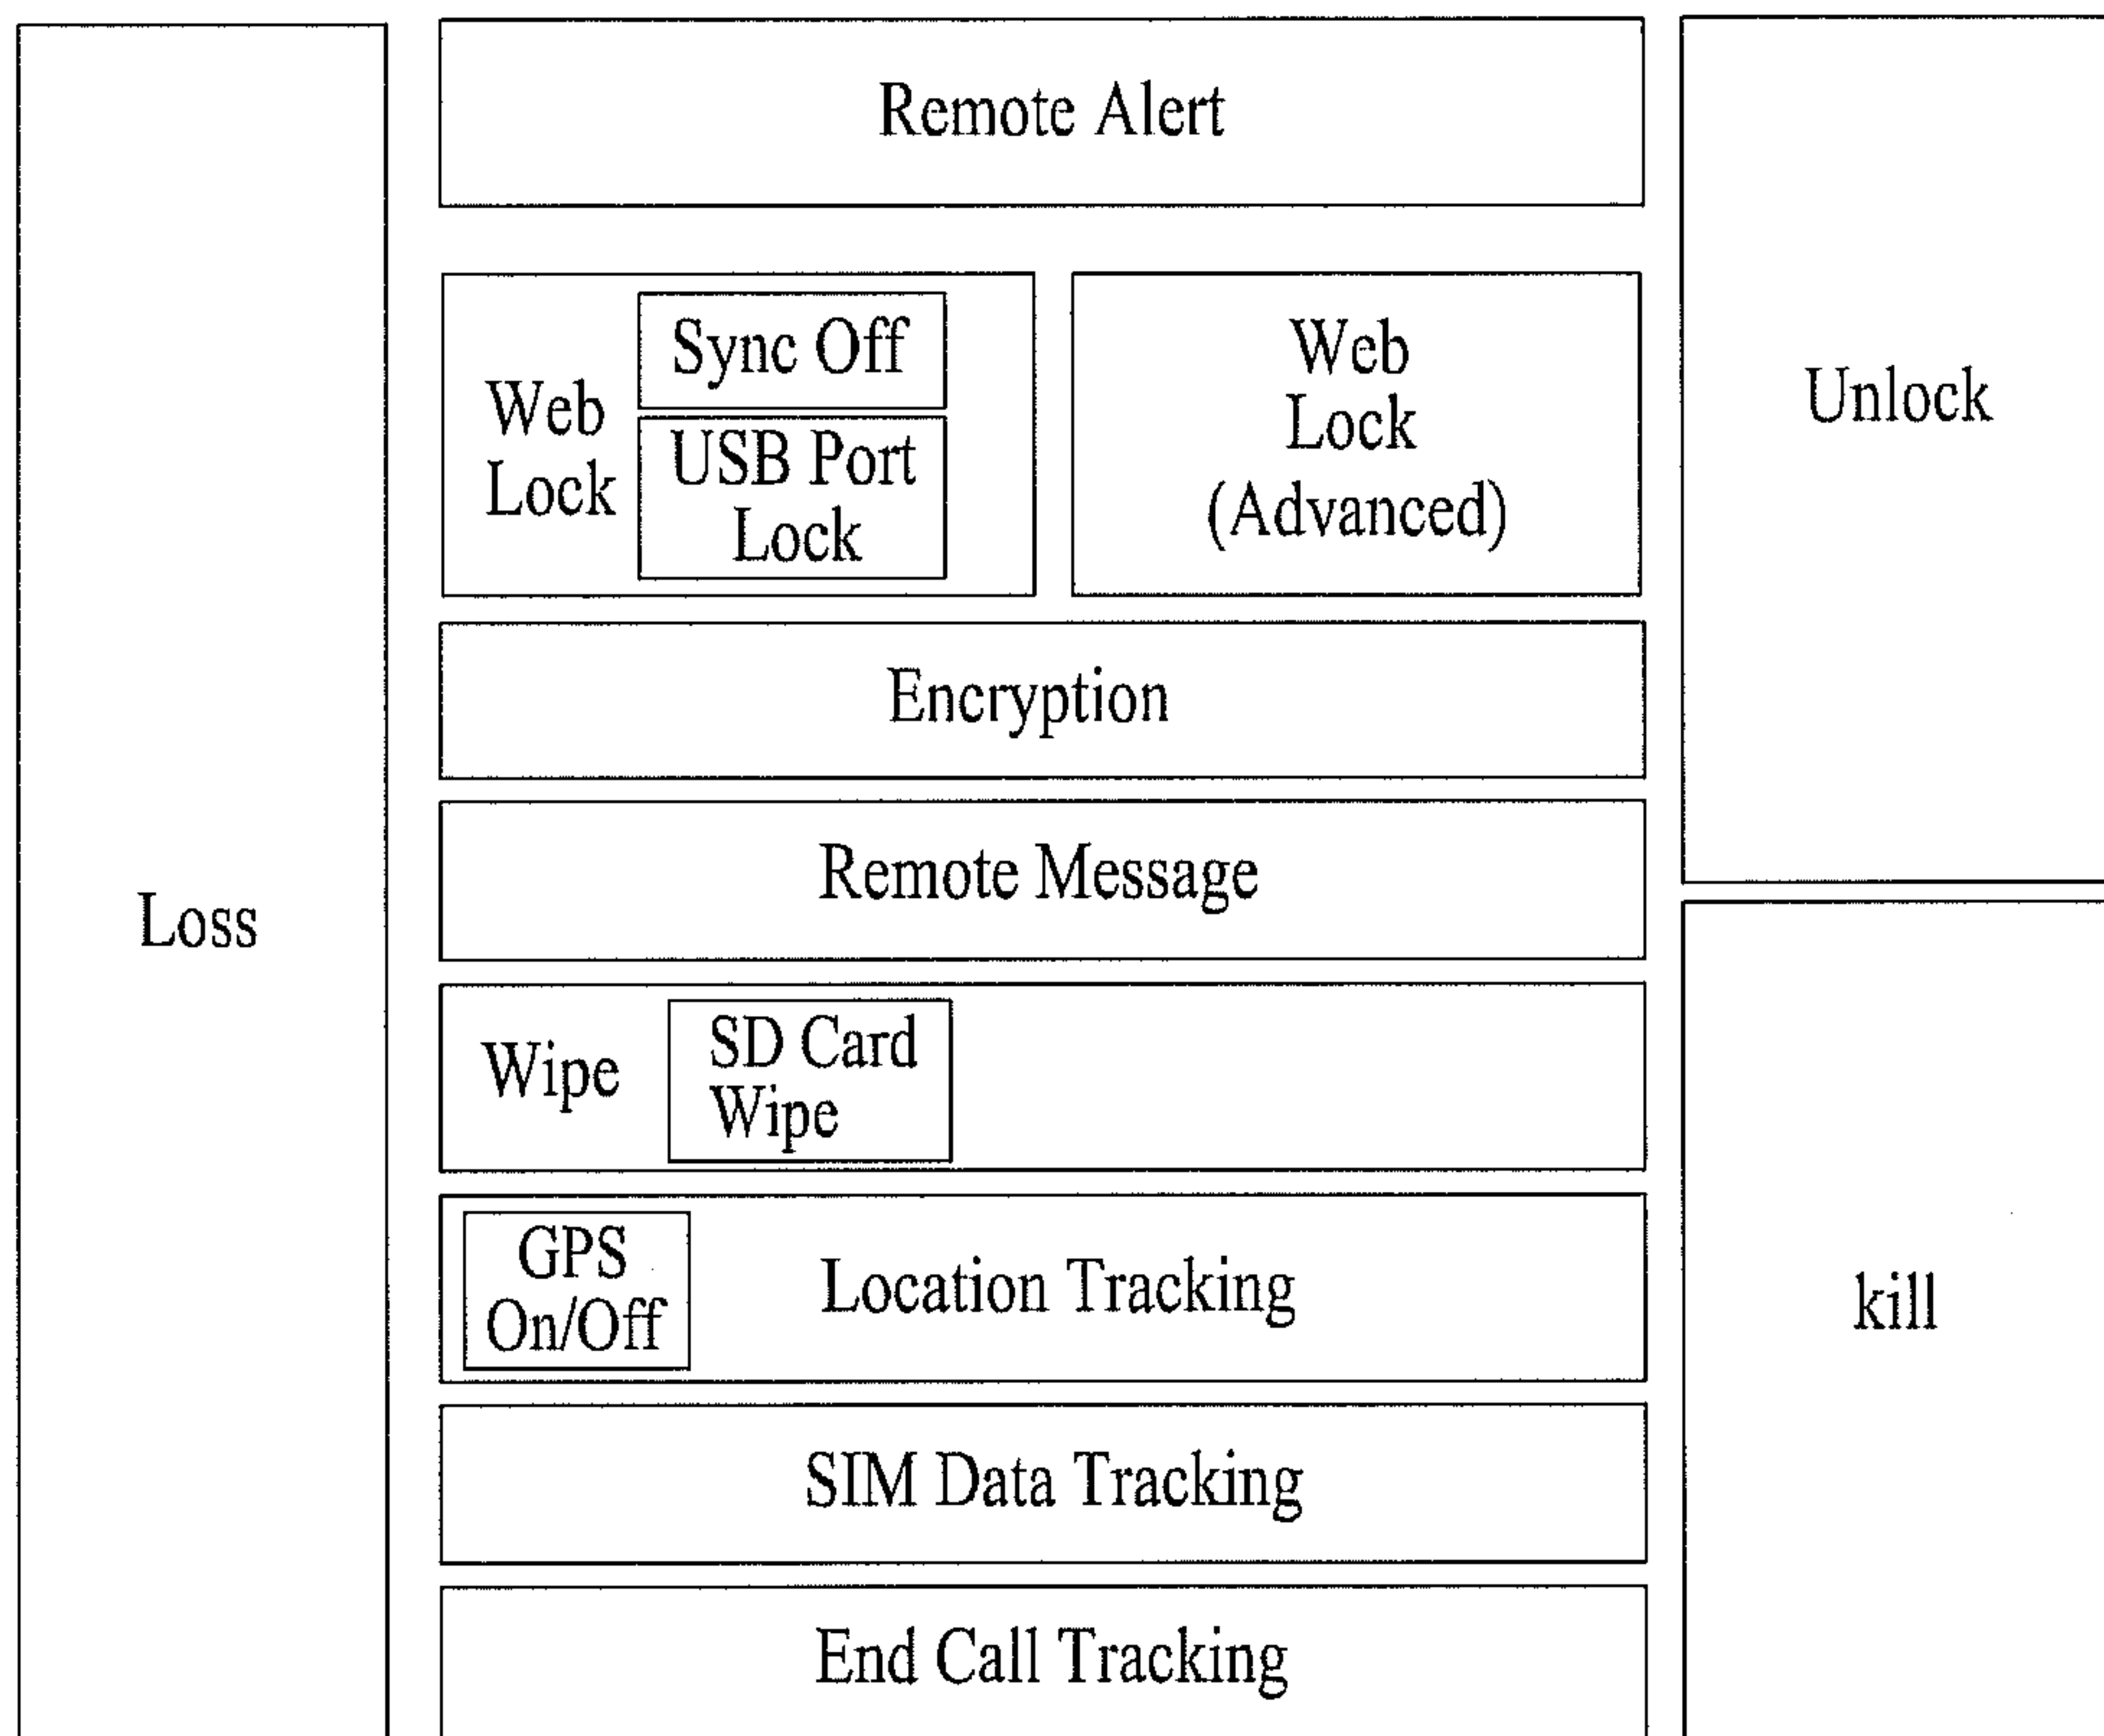 Loss
Remote Alert
Web
Lock
Sync Off
USB Port
Lock
Web
Lock
(Advanced)
Encryption
Remote Message
Wipe
SD Card
Wipe
GPS
On/Off
Location Tracking
SIM Data Tracking
End Call Tracking
Unlock
kill